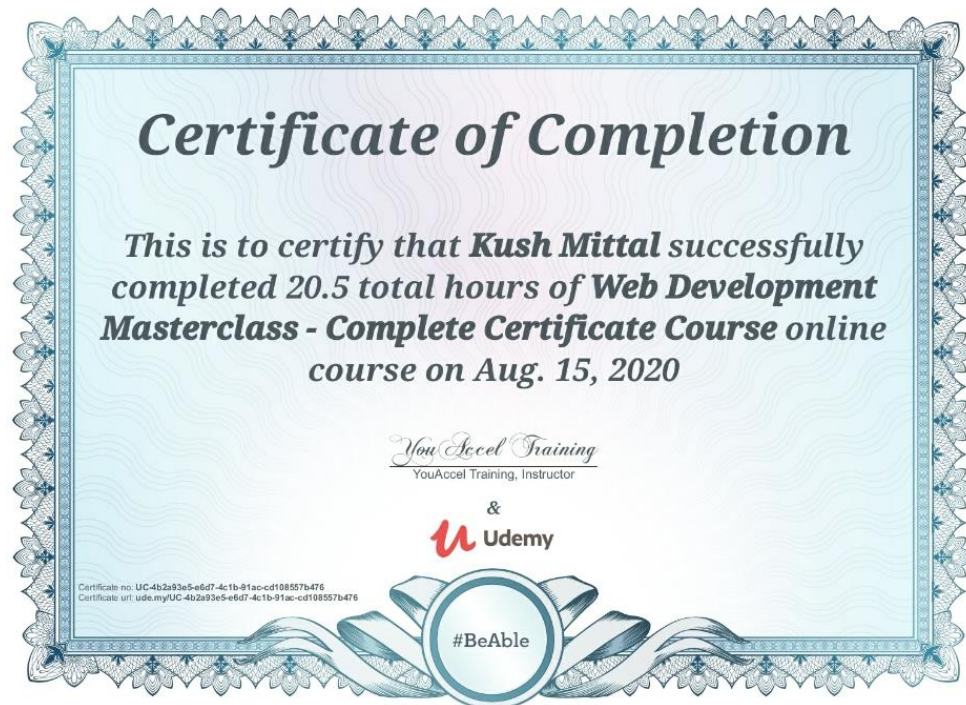 Certificate of Completion
This is to certify that Kush Mittal successfully
completed 20.5 total hours of Web Development
Masterclass - Complete Certificate Course online
course on Aug. 15, 2020
YouAccel Training
YouAccel Training, Instructor
&
Udemy
Certificate no: UC-4b2a93e5-e6d7-4c1b-91ac-cd108557b476
Certificate url: ude.my/UC-4b2a93e5-e6d7-4c1b-91ac-cd108557b476
#BeAble